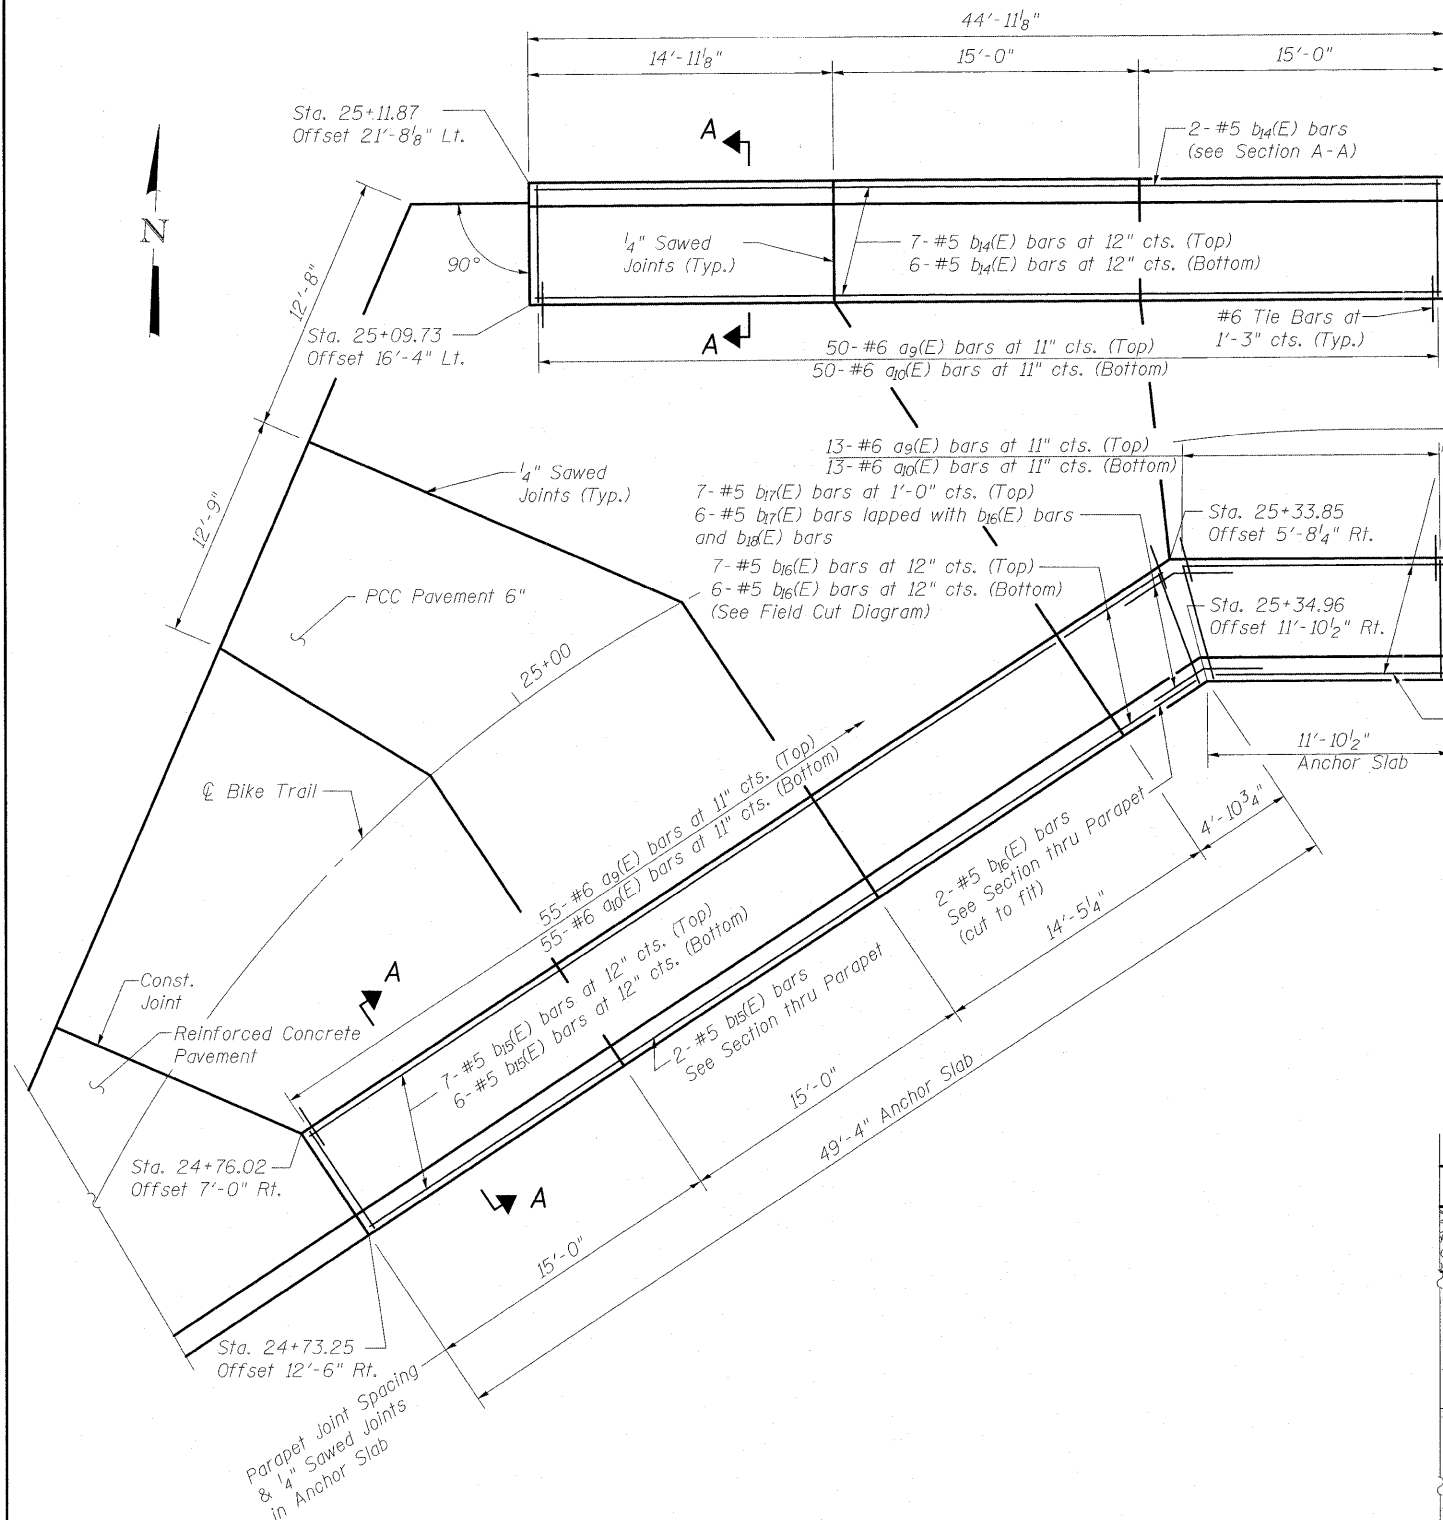 44'-11⅛"
14'-11⅛"
15'-0"
15'-0"
Sta. 25+11.87
Offset 21'-8⅛" Lt.
A
2-#5 b14(E) bars
(see Section A-A)
N
¼" Sawed
Joints (Typ.)
7-#5 b14(E) bars at 12" cts. (Top)
6-#5 b14(E) bars at 12" cts. (Bottom)
90°
12'-8"
Sta. 25+09.73
Offset 16'-4" Lt.
A
#6 Tie Bars at
1'-3" cts. (Typ.)
50-#6 a9(E) bars at 11" cts. (Top)
50-#6 a10(E) bars at 11" cts. (Bottom)
12'-9"
¼" Sawed
Joints (Typ.)
13-#6 a9(E) bars at 11" cts. (Top)
13-#6 a10(E) bars at 11" cts. (Bottom)
7-#5 b17(E) bars at 1'-0" cts. (Top)
6-#5 b17(E) bars lapped with b16(E) bars
and b18(E) bars
Sta. 25+33.85
Offset 5'-8¼" Rt.
7-#5 b16(E) bars at 12" cts. (Top)
6-#5 b16(E) bars at 12" cts. (Bottom)
(See Field Cut Diagram)
PCC Pavement 6"
Sta. 25+34.96
Offset 11'-10½" Rt.
25+00
11'-10½"
Anchor Slab
℄ Bike Trail
4'-10¾"
55-#6 a9(E) bars at 11" cts. (Top)
55-#6 a10(E) bars at 11" cts. (Bottom)
2-#5 b16(E) bars
See Section thru Parapet
(cut to fit)
14'-5¼"
7-#5 b15(E) bars at 12" cts. (Top)
6-#5 b15(E) bars at 12" cts. (Bottom)
A
Const.
Joint
Reinforced Concrete
Pavement
2-#5 b15(E) bars
See Section thru Parapet
15'-0"
49'-4" Anchor Slab
Sta. 24+76.02
Offset 7'-0" Rt.
A
15'-0"
Sta. 24+73.25
Offset 12'-6" Rt.
Parapet Joint Spacing
& ¼" Sawed Joints
in Anchor Slab